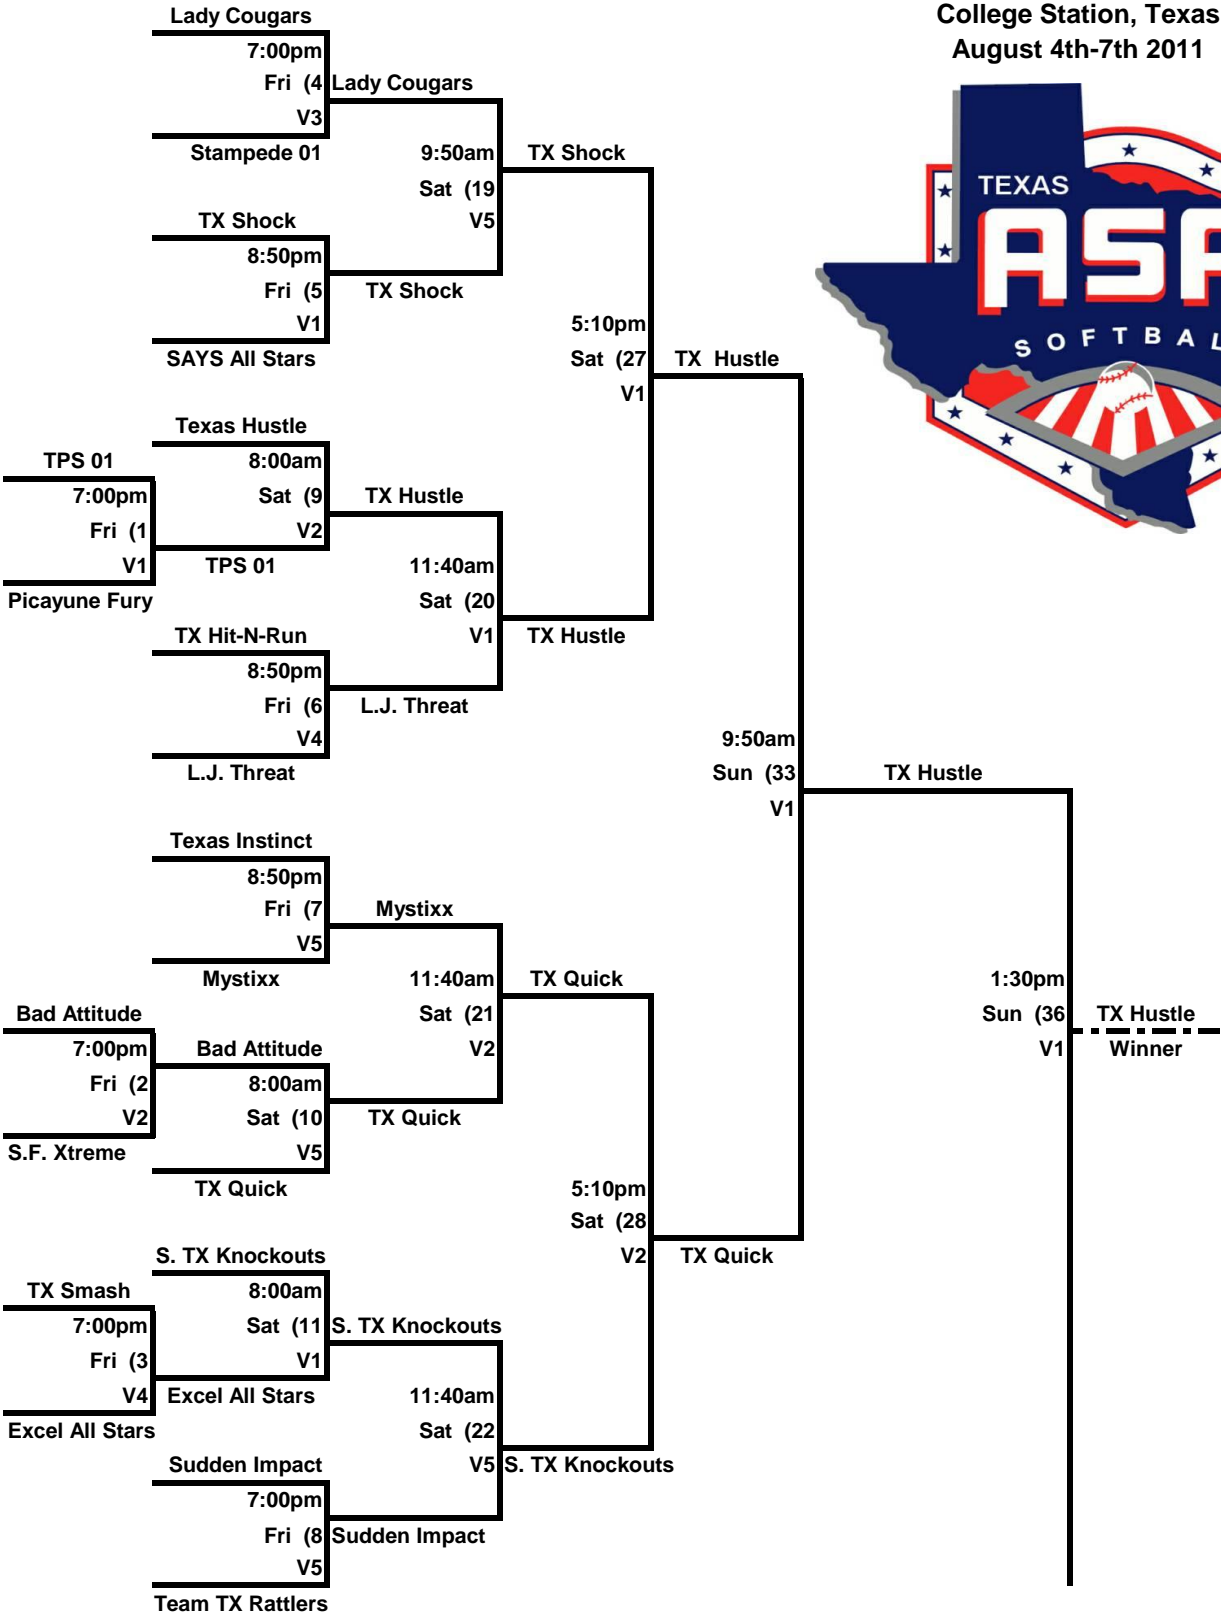 College Station, Texas
August 4th-7th 2011
TEXAS
SOFTBAL
Lady Cougars
7:00pm
Fri (4 Lady Cougars
V3
Stampede 01
9:50am
TX Shock
Sat (19
V5
TX Shock
8:50pm
Fri (5
TX Shock
V1
SAYS All Stars
5:10pm
Sat (27
TX Hustle
V1
Texas Hustle
8:00am
TPS 01
7:00pm
Sat (9
TX Hustle
Fri (1
V2
V1
TPS 01
11:40am
Picayune Fury
Sat (20
TX Hit-N-Run
V1
TX Hustle
8:50pm
Fri (6
L.J. Threat
V4
L.J. Threat
9:50am
Sun (33
TX Hustle
V1
Texas Instinct
8:50pm
Fri (7
Mystixx
V5
Mystixx
11:40am
TX Quick
1:30pm
Bad Attitude
Sat (21
Sun (36
TX Hustle
7:00pm
Bad Attitude
V2
V1
Winner
Fri (2
8:00am
V2
Sat (10
TX Quick
S.F. Xtreme
V5
TX Quick
5:10pm
Sat (28
V2
TX Quick
S. TX Knockouts
TX Smash
8:00am
7:00pm
Sat (11 S. TX Knockouts
Fri (3
V1
V4
Excel All Stars
11:40am
Excel All Stars
Sat (22
Sudden Impact
V5 S. TX Knockouts
7:00pm
Fri (8 Sudden Impact
V5
Team TX Rattlers